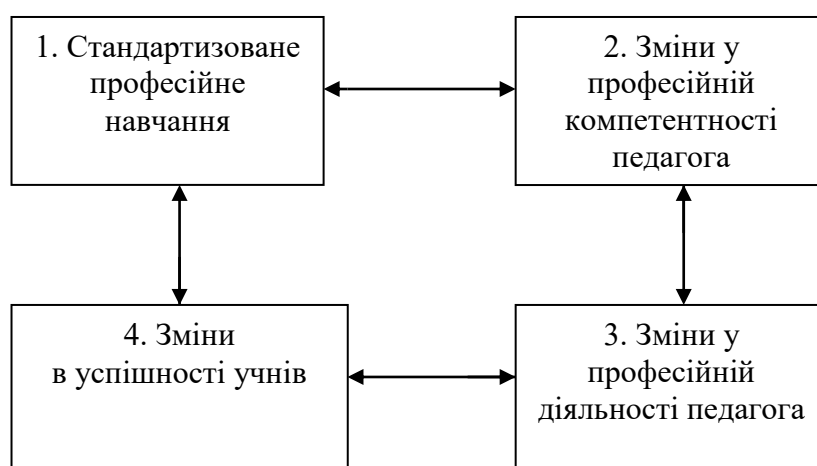 1. Стандартизоване
професійне
навчання
2. Зміни у
професійній
компетентності
педагога
4. Зміни
в успішності учнів
3. Зміни у
професійній
діяльності педагога